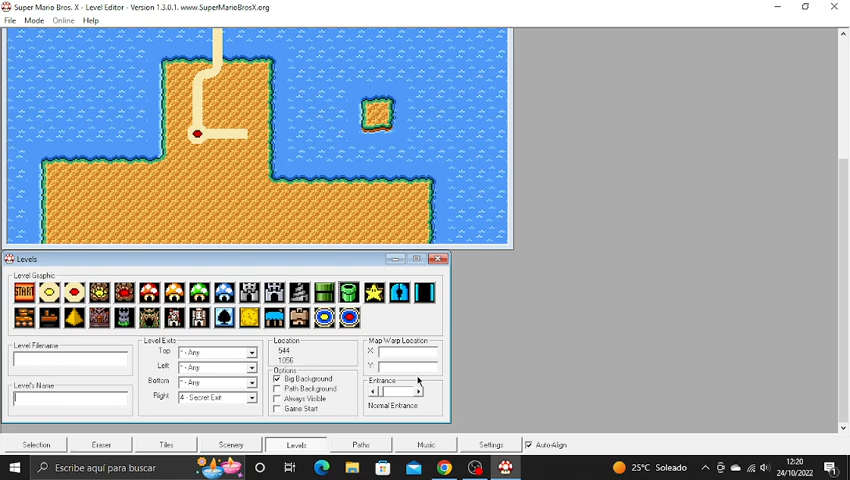 Super Mario Bros. X - Level Editor - Version 1.3.0.1. www.SuperMarioBrosX.org
File Mode Online Help
Levels
Level Graphic
START
Level Filename
Level's Name
Level Exits
Top * - Any
Left * - Any
Bottom * - Any
Right 4 - Secret Exit
Location
544
1056
Options
Big Background
Path Background
Always Visible
Game Start
Map Warp Location
X:
Y:
Entrance
Normal Entrance
Selection Eraser Tiles Scenery Levels Paths Music Settings Auto-Align
Escribe aquí para buscar
25°C Soleado
12:20
24/10/2022
1